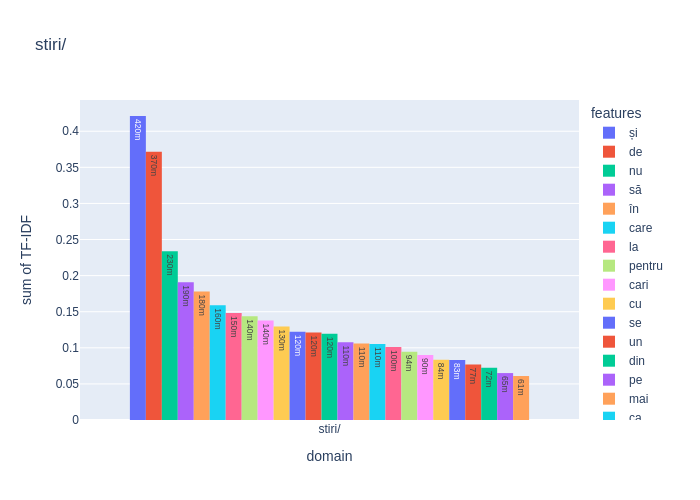 stiri/
sum of TF-IDF
0.4
0.35
0.3
0.25
0.2
0.15
0.1
0.05
0
420m
370m
230m
190m
180m
160m
150m
140m
140m
130m
120m
120m
120m
110m
110m
110m
100m
94m
90m
84m
83m
77m
72m
65m
61m
stiri/
domain
features
și
de
nu
să
în
care
la
pentru
cari
cu
se
un
din
pe
mai
ca